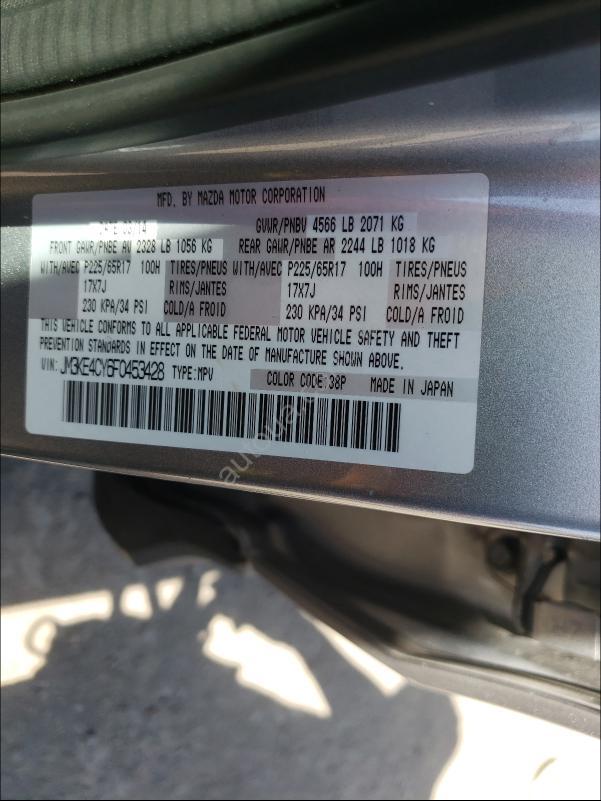 MFD. BY MAZDA MOTOR CORPORATION
DATE 03/14 GVWR/PNBV 4566 LB 2071 KG
FRONT GAWR/PNBE AV 2328 LB 1056 KG REAR GAWR/PNBE AR 2244 LB 1018 KG
WITH/AVEC P225/65R17 100H TIRES/PNEUS WITH/AVEC P225/65R17 100H TIRES/PNEUS
17X7J RIMS/JANTES 17X7J RIMS/JANTES
230 KPA/34 PSI COLD/A FROID 230 KPA/34 PSI COLD/A FROID
THIS VEHICLE CONFORMS TO ALL APPLICABLE FEDERAL MOTOR VEHICLE SAFETY AND THEFT
PREVENTION STANDARDS IN EFFECT ON THE DATE OF MANUFACTURE SHOWN ABOVE.
VIN: JM3KE4CY6F0453428 TYPE:MPV COLOR CODE:38P MADE IN JAPAN